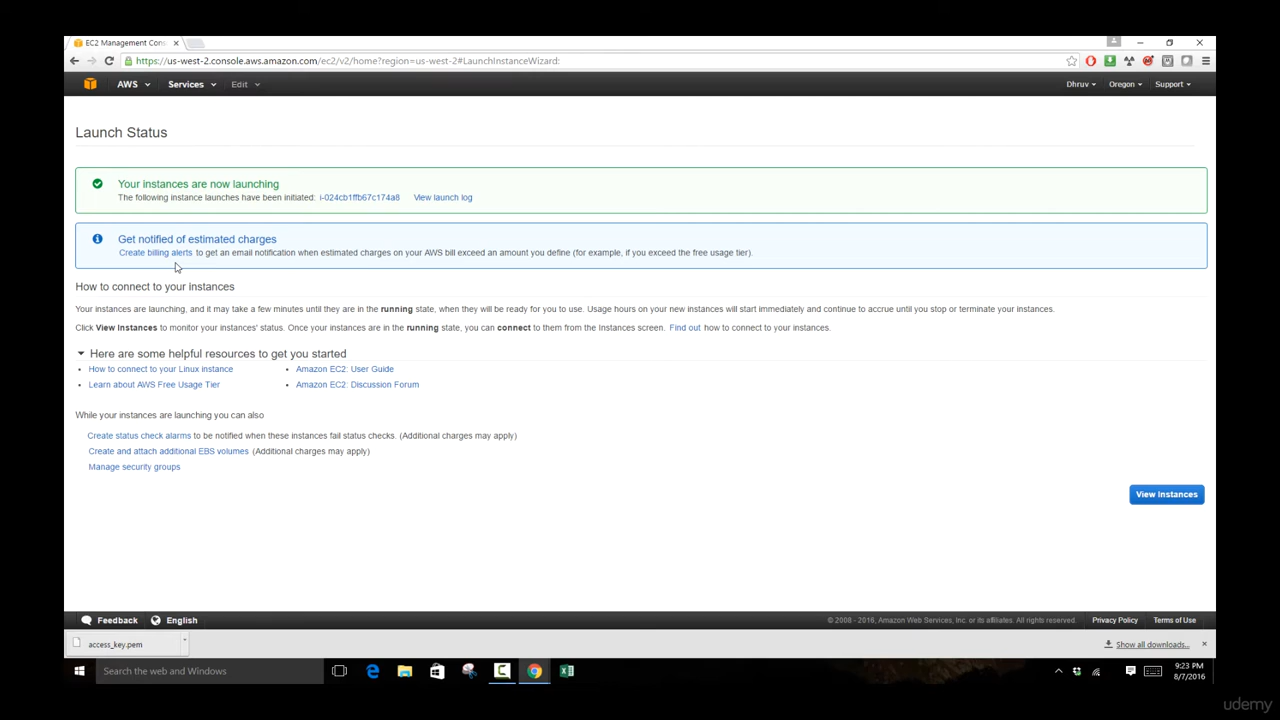 EC2 Management Cons
https://us-west-2.console.aws.amazon.com/ec2/v2/home?region=us-west-2#LaunchInstanceWizard:
AWS Services Edit Dhruv Oregon Support
Launch Status
Your instances are now launching
The following instance launches have been initiated: i-024cb1ffb67c174a8 View launch log
Get notified of estimated charges
Create billing alerts to get an email notification when estimated charges on your AWS bill exceed an amount you define (for example, if you exceed the free usage tier).
How to connect to your instances
Your instances are launching, and it may take a few minutes until they are in the running state, when they will be ready for you to use. Usage hours on your new instances will start immediately and continue to accrue until you stop or terminate your instances.
Click View Instances to monitor your instances' status. Once your instances are in the running state, you can connect to them from the Instances screen. Find out how to connect to your instances.
Here are some helpful resources to get you started
How to connect to your Linux instance
Amazon EC2: User Guide
Learn about AWS Free Usage Tier
Amazon EC2: Discussion Forum
While your instances are launching you can also
Create status check alarms to be notified when these instances fail status checks. (Additional charges may apply)
Create and attach additional EBS volumes (Additional charges may apply)
Manage security groups
View Instances
Feedback English © 2008 - 2016, Amazon Web Services, Inc. or its affiliates. All rights reserved. Privacy Policy Terms of Use
access_key.pem Show all downloads...
Search the web and Windows
9:23 PM
8/7/2016
udemy